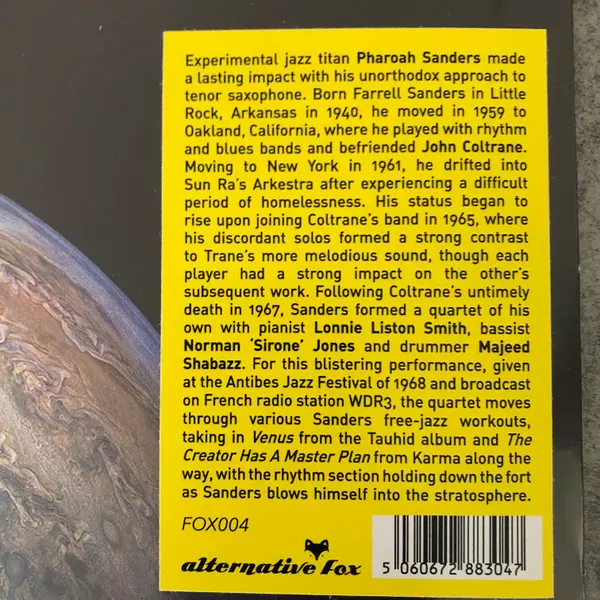 Experimental jazz titan Pharoah Sanders made
a lasting impact with his unorthodox approach to
tenor saxophone. Born Farrell Sanders in Little
Rock, Arkansas in 1940, he moved in 1959 to
Oakland, California, where he played with rhythm
and blues bands and befriended John Coltrane.
Moving to New York in 1961, he drifted into
Sun Ra's Arkestra after experiencing a difficult
period of homelessness. His status began to
rise upon joining Coltrane's band in 1965, where
his discordant solos formed a strong contrast
to Trane's more melodious sound, though each
player had a strong impact on the other's
subsequent work. Following Coltrane's untimely
death in 1967, Sanders formed a quartet of his
own with pianist Lonnie Liston Smith, bassist
Norman 'Sirone' Jones and drummer Majeed
Shabazz. For this blistering performance, given
at the Antibes Jazz Festival of 1968 and broadcast
on French radio station WDR3, the quartet moves
through various Sanders free-jazz workouts,
taking in Venus from the Tauhid album and The
Creator Has A Master Plan from Karma along the
way, with the rhythm section holding down the fort
as Sanders blows himself into the stratosphere.
FOX004
alternative Fox
5 060672 883047